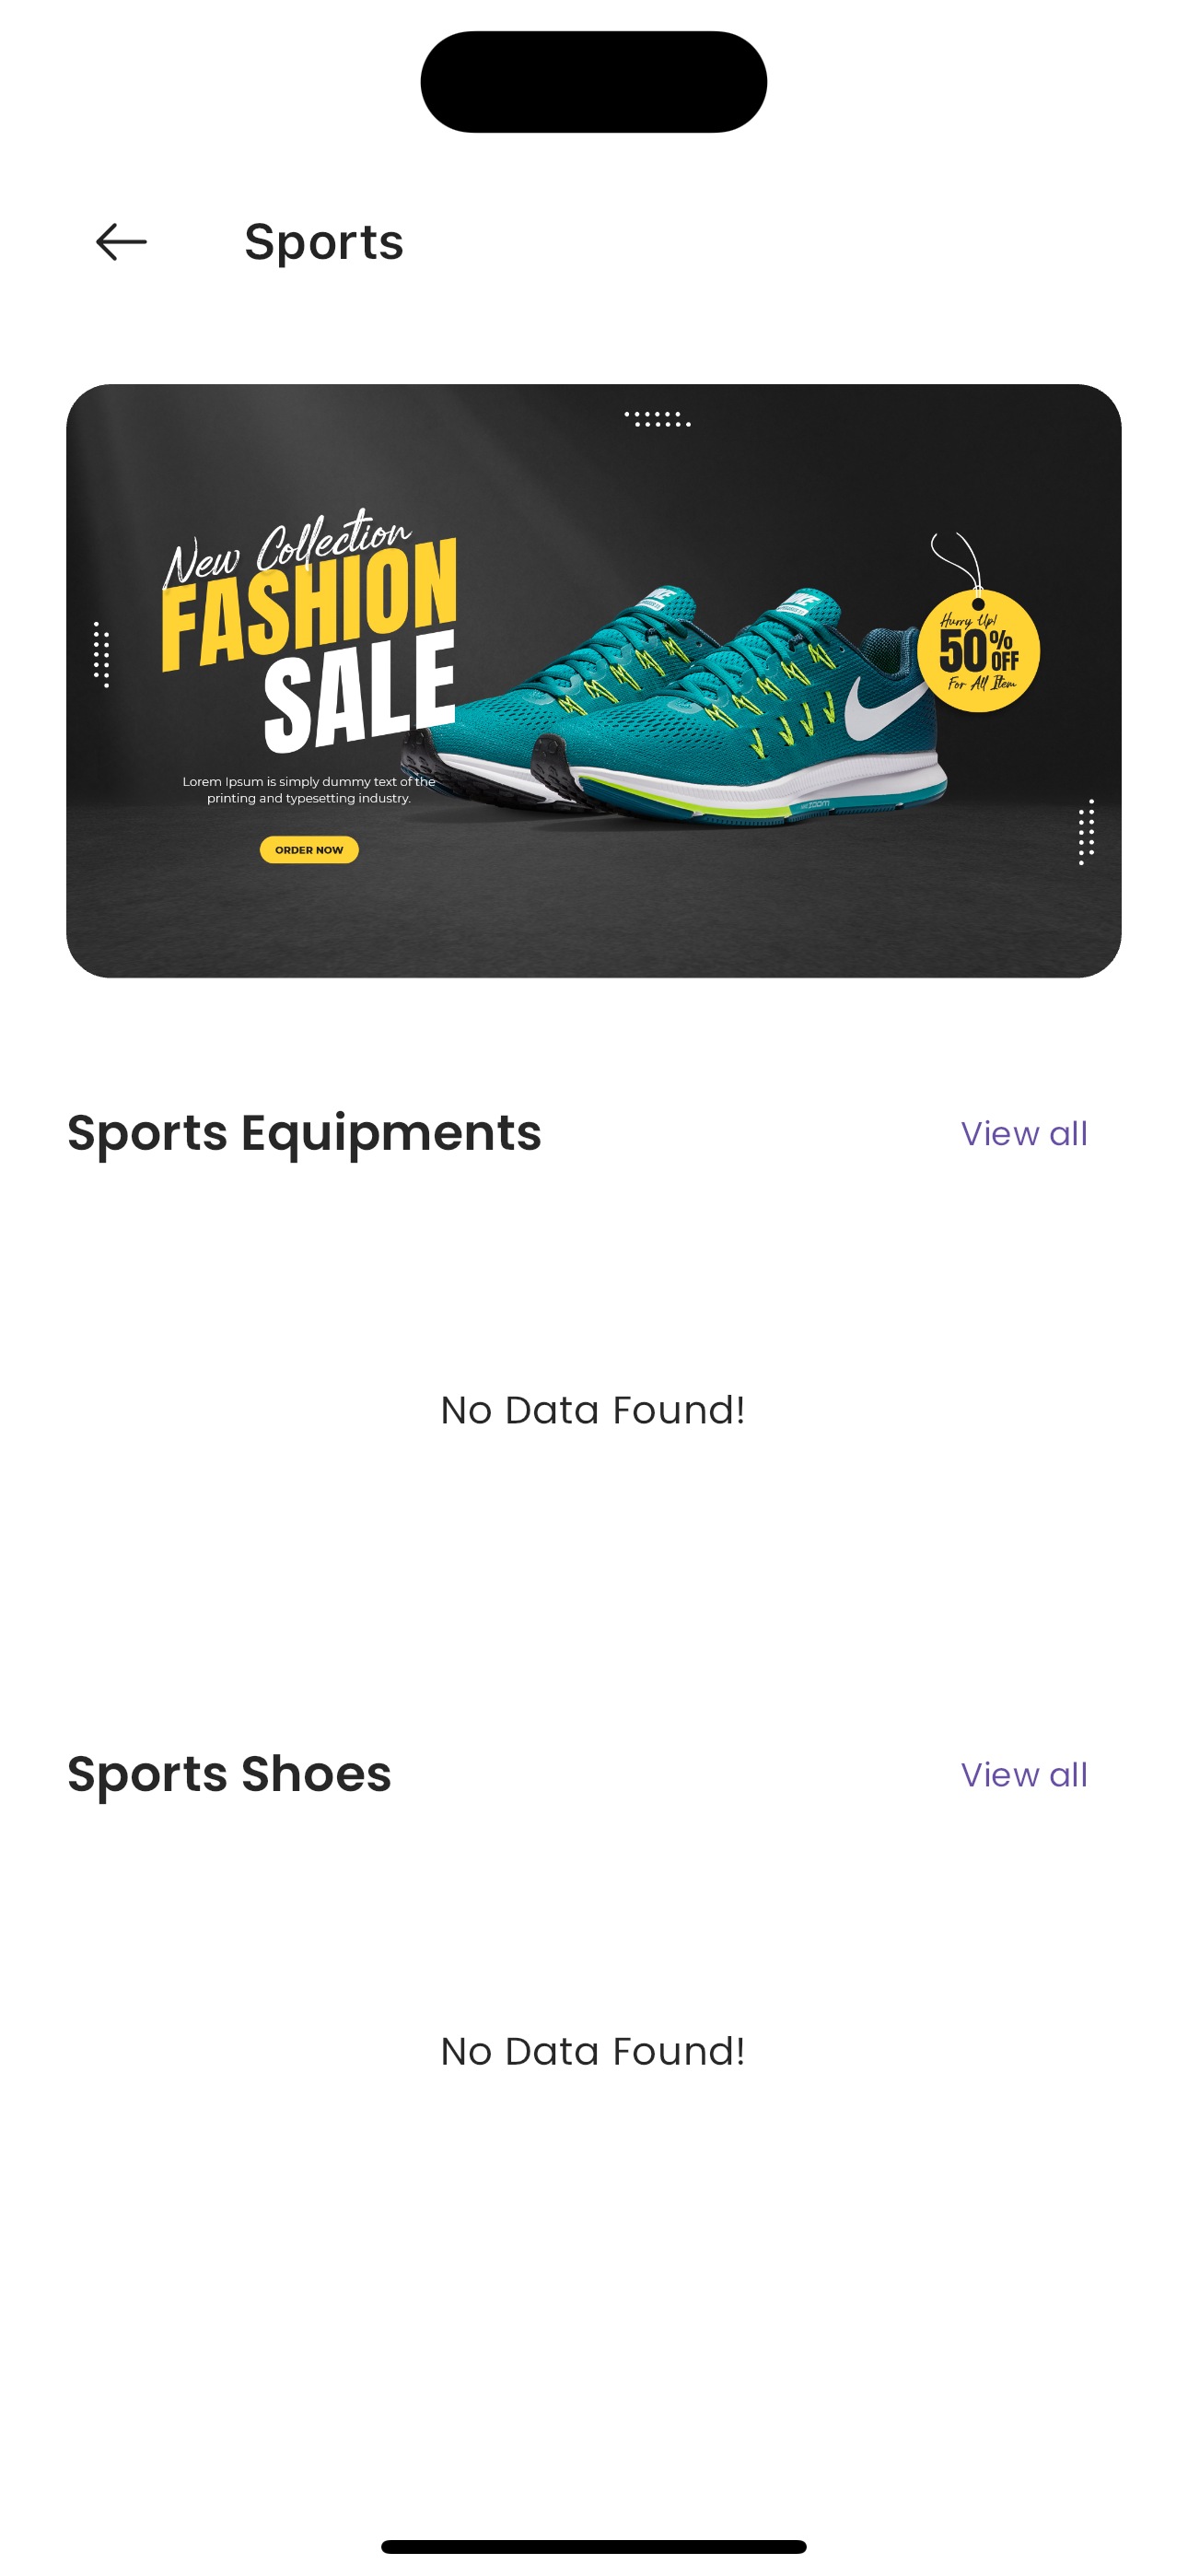 Sports
New Collection
FASHION
SALE
Lorem Ipsum is simply dummy text of the
printing and typesetting industry.
ORDER NOW
Hurry Up!
50% OFF
For All Item
Sports Equipments
View all
No Data Found!
Sports Shoes
View all
No Data Found!